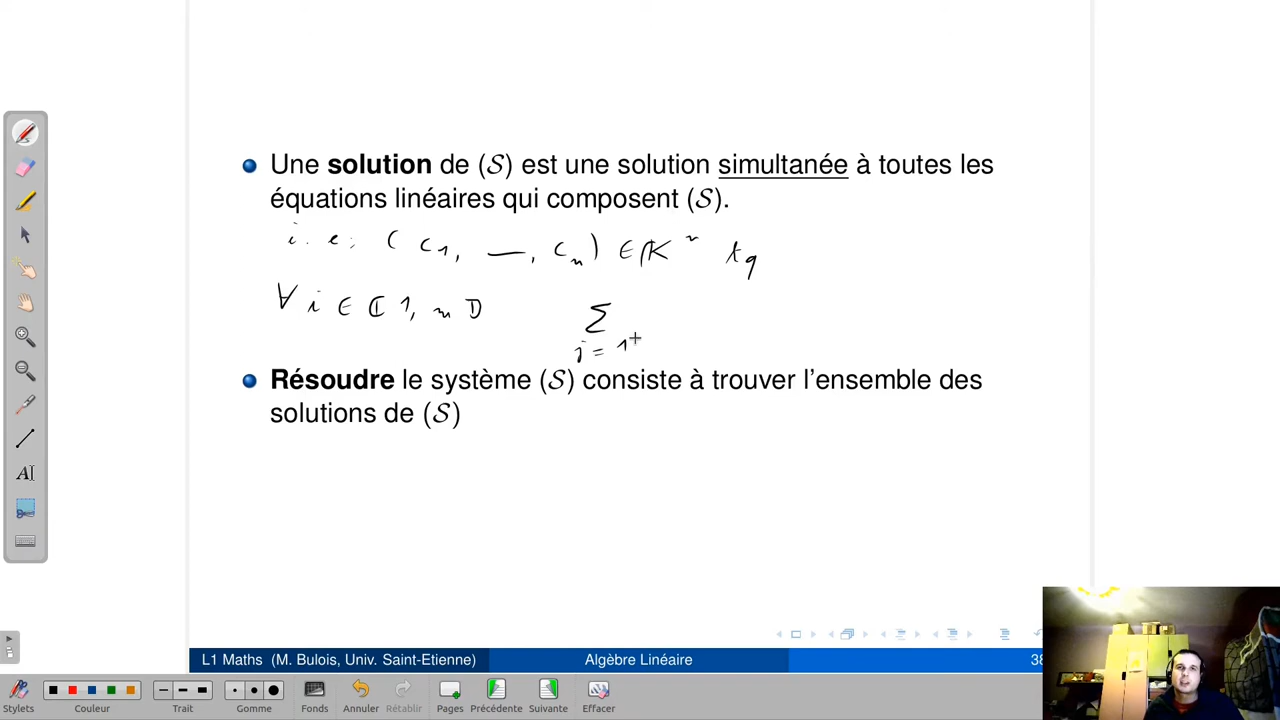 Une solution de (S) est une solution simultanée à toutes les
équations linéaires qui composent (S).
i.e: (c1, —, cn) ∈ K^n tq
∀ i ∈ ⟦1, n⟧ ∑ j = 1
Résoudre le système (S) consiste à trouver l'ensemble des
solutions de (S)
38
L1 Maths (M. Bulois, Univ. Saint-Etienne) Algèbre Linéaire
Stylets Couleur Trait Gomme Fonds Annuler Rétablir Pages Précédente Suivante Effacer